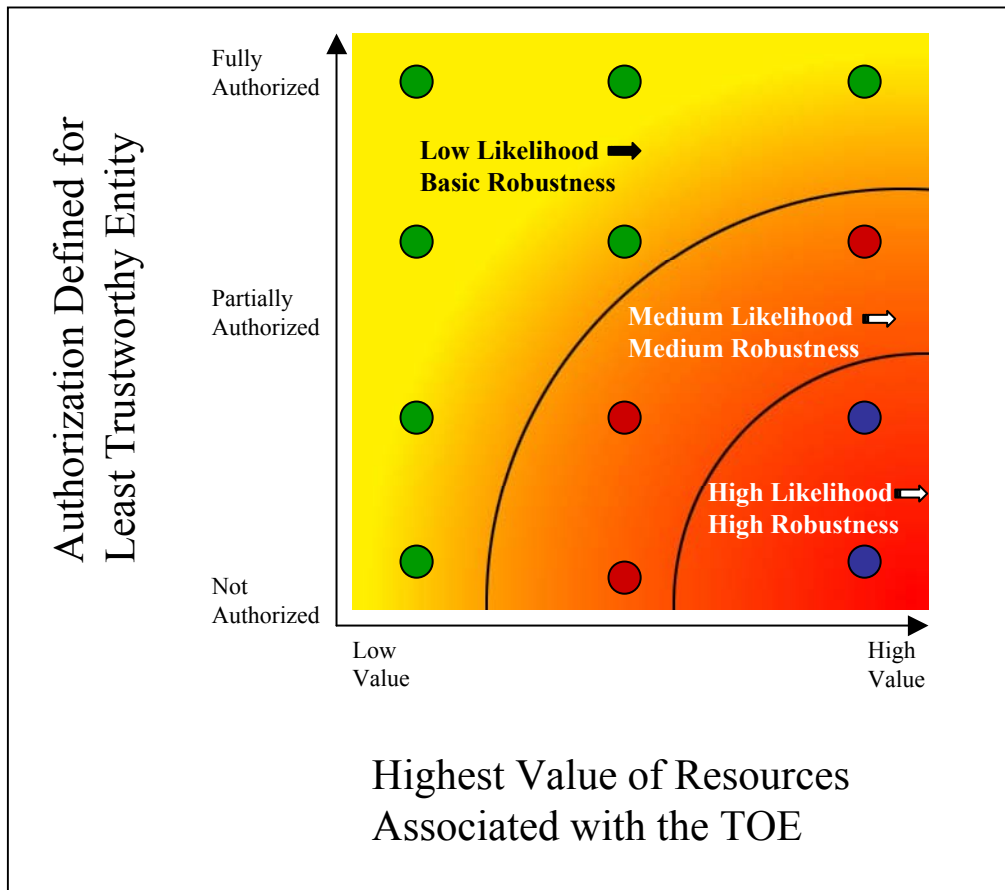 Authorization Defined for
Least Trustworthy Entity
Fully
Authorized
Low Likelihood
Basic Robustness
Partially
Authorized
Medium Likelihood
Medium Robustness
High Likelihood
High Robustness
Not
Authorized
Low
Value
High
Value
Highest Value of Resources
Associated with the TOE